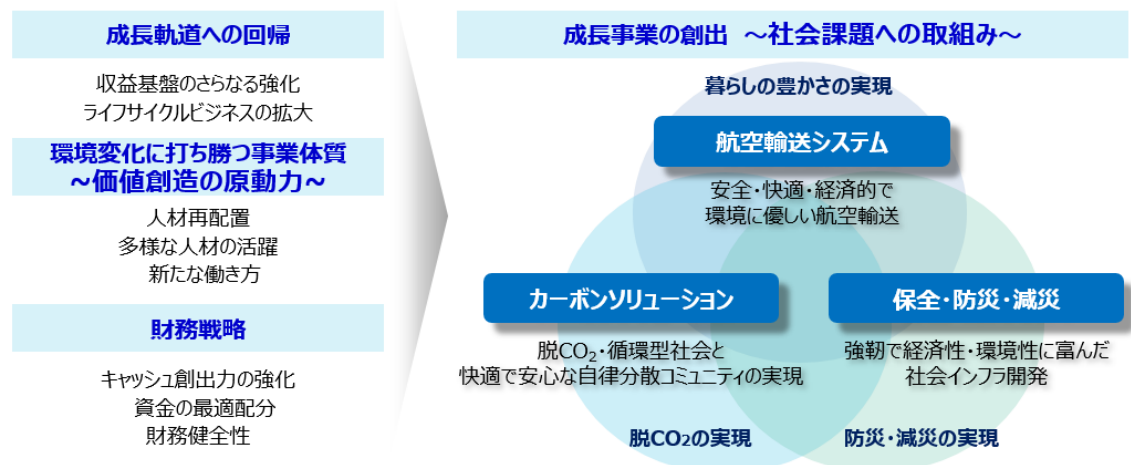 成長軌道への回帰
収益基盤のさらなる強化
ライフサイクルビジネスの拡大
環境変化に打ち勝つ事業体質
~価値創造の原動力~
人材再配置
多様な人材の活躍
新たな働き方
財務戦略
キャッシュ創出力の強化
資金の最適配分
財務健全性
成長事業の創出 ～社会課題への取組み～
暮らしの豊かさの実現
航空輸送システム
安全・快適・経済的で
環境に優しい航空輸送
カーボンソリューション
脱CO₂・循環型社会と
快適で安心な自律分散コミュニティの実現
脱CO₂の実現
保全・防災・減災
強靭で経済性・環境性に富んだ
社会インフラ開発
防災・減災の実現